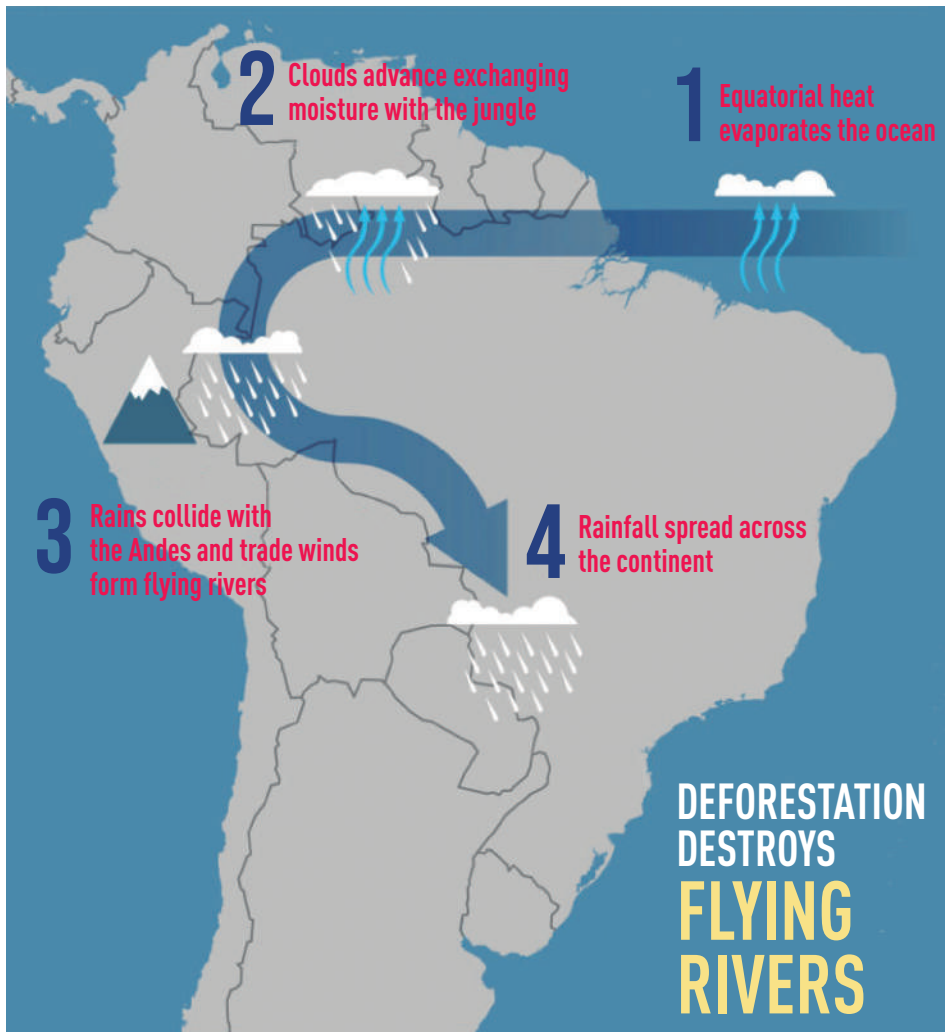 1
Equatorial heat
evaporates the ocean
2
Clouds advance exchanging
moisture with the jungle
3
Rains collide with
the Andes and trade winds
form flying rivers
4
Rainfall spread across
the continent
DEFORESTATION
DESTROYS
FLYING
RIVERS